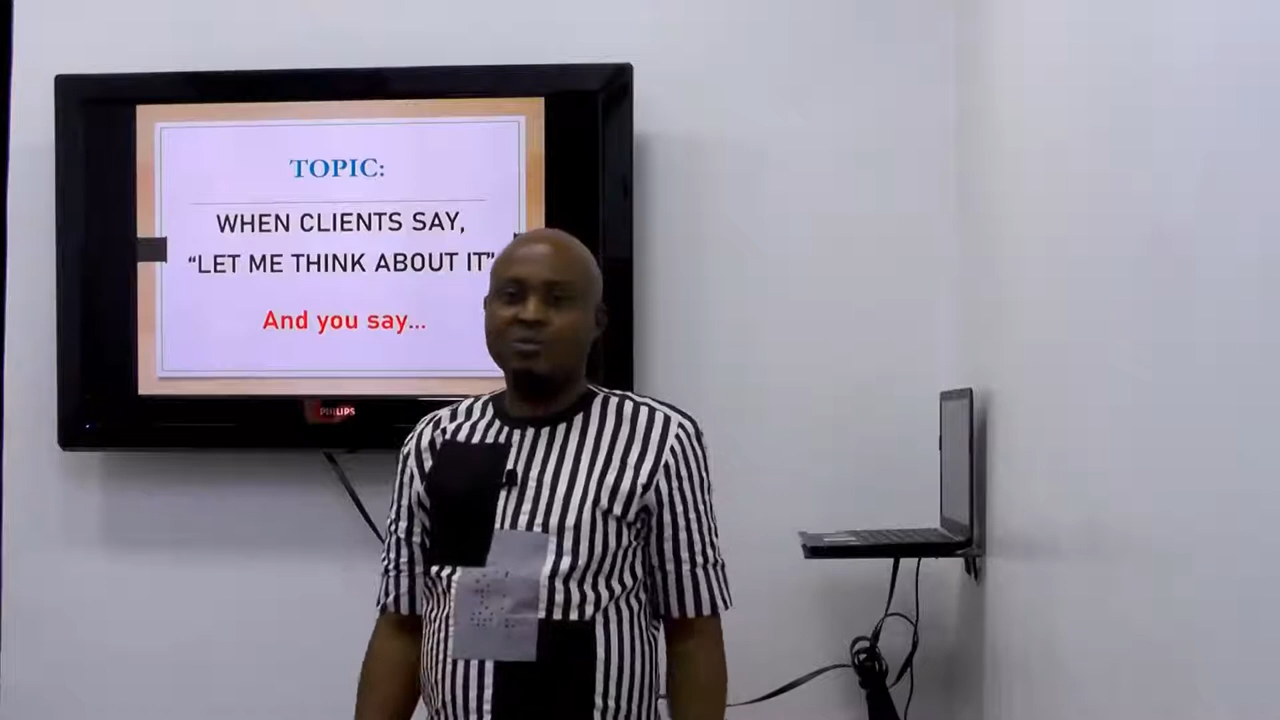 TOPIC:
WHEN CLIENTS SAY,
“LET ME THINK ABOUT IT”
And you say...
PHILIPS